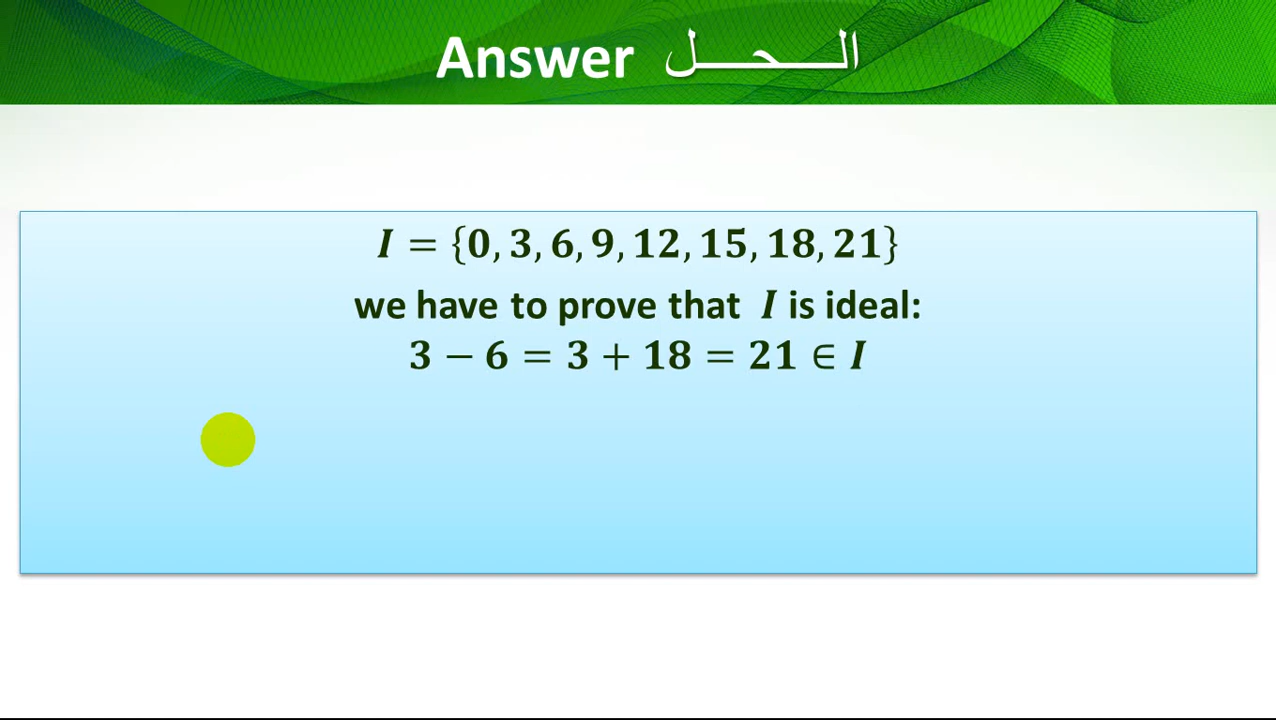 Answer الحل
I = {0, 3, 6, 9, 12, 15, 18, 21}
we have to prove that I is ideal:
3 − 6 = 3 + 18 = 21 ∈ I